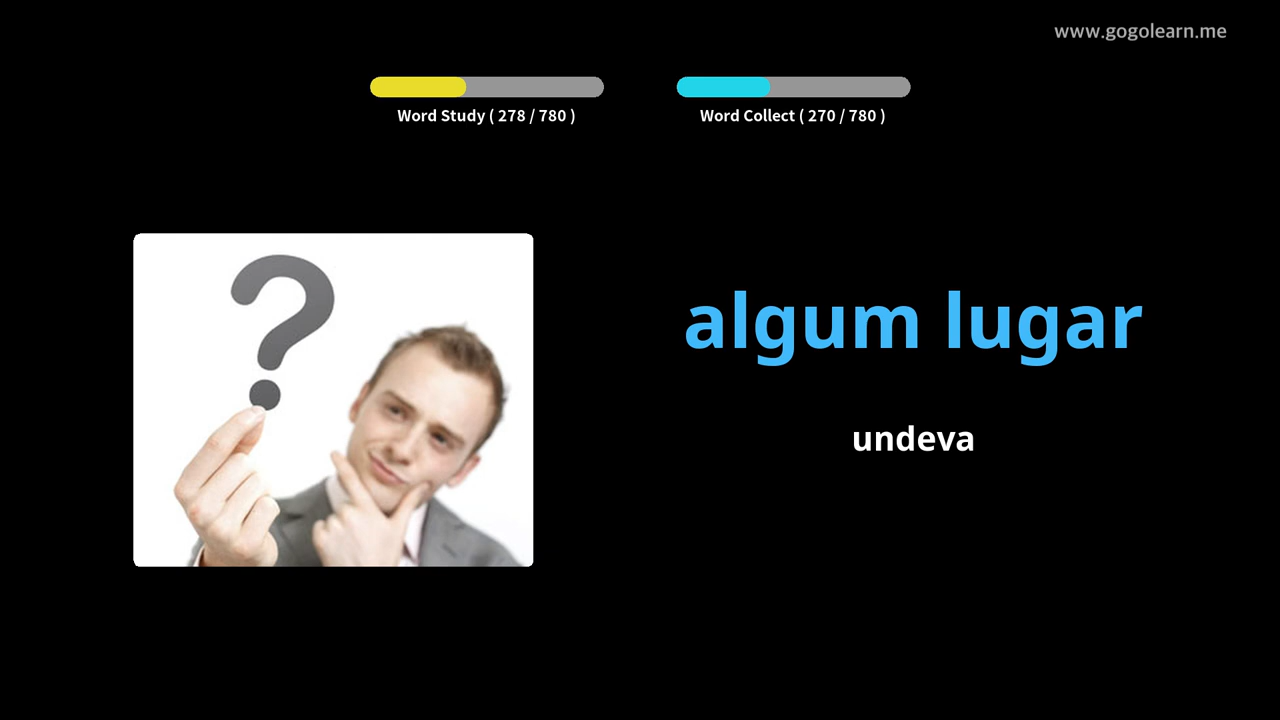 www.gogolearn.me
Word Study ( 278 / 780 )
Word Collect ( 270 / 780 )
?
algum lugar
undeva